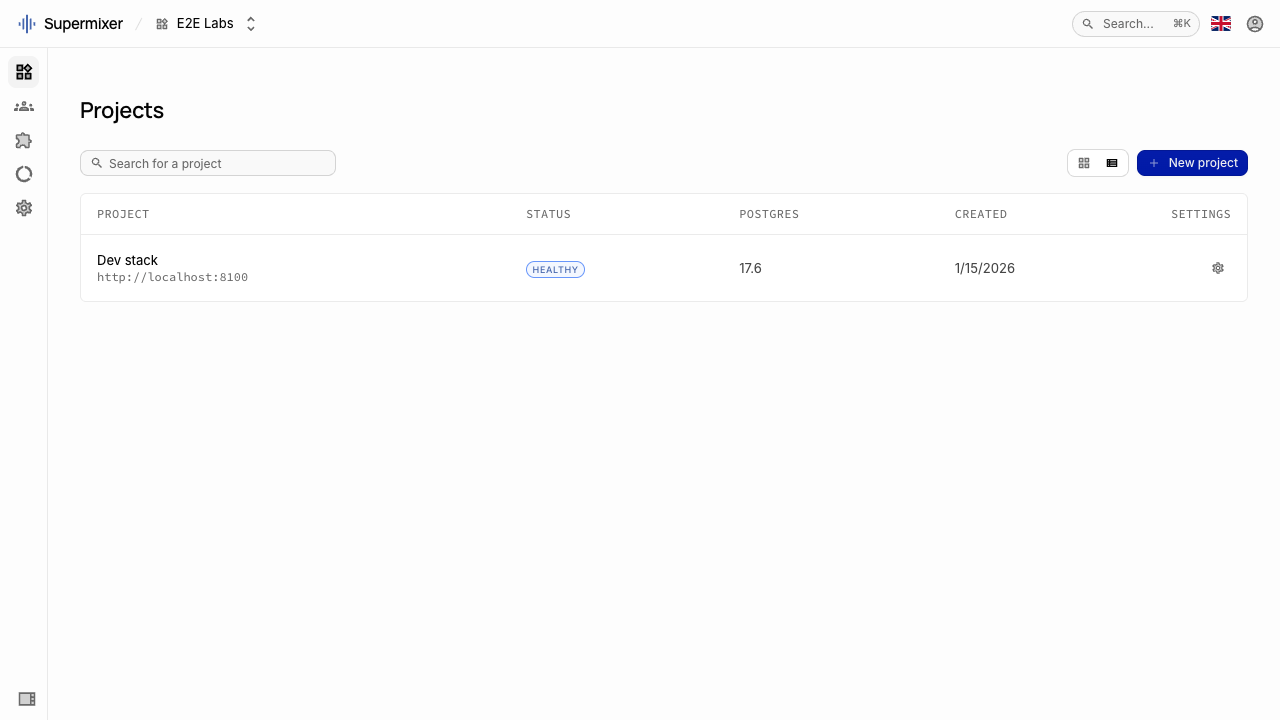 Supermixer / E2E Labs
Search... ⌘K
Projects
Search for a project
New project
PROJECT STATUS POSTGRES CREATED SETTINGS
Dev stack
http://localhost:8100
HEALTHY
17.6
1/15/2026